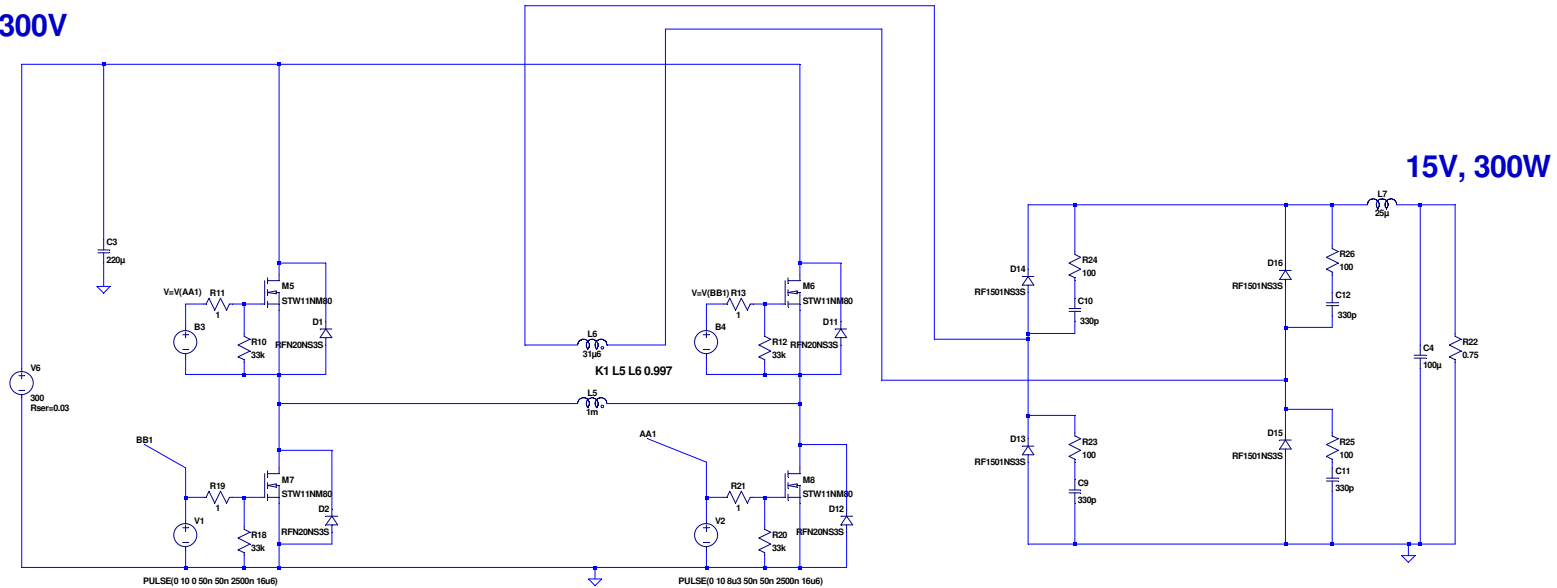 300V
15V, 300W
L7
25µ
C3
220µ
V=V(AA1)
R11
1
M5
STW11NM80
D1
RFN20NS3S
B3
R10
33k
V=V(BB1)
R13
1
M6
STW11NM80
D11
RFN20NS3S
B4
R12
33k
L6
31µ6
K1 L5 L6 0.997
L5
1m
V6
300
Rser=0.03
BB1
R19
1
M7
STW11NM80
D2
RFN20NS3S
V1
R18
33k
PULSE(0 10 0 50n 50n 2500n 16u6)
AA1
R21
1
M8
STW11NM80
D12
RFN20NS3S
V2
R20
33k
PULSE(0 10 8u3 50n 50n 2500n 16u6)
D14
RF1501NS3S
R24
100
C10
330p
D16
RF1501NS3S
R26
100
C12
330p
D13
RF1501NS3S
R23
100
C9
330p
D15
RF1501NS3S
R25
100
C11
330p
C4
100µ
R22
0.75